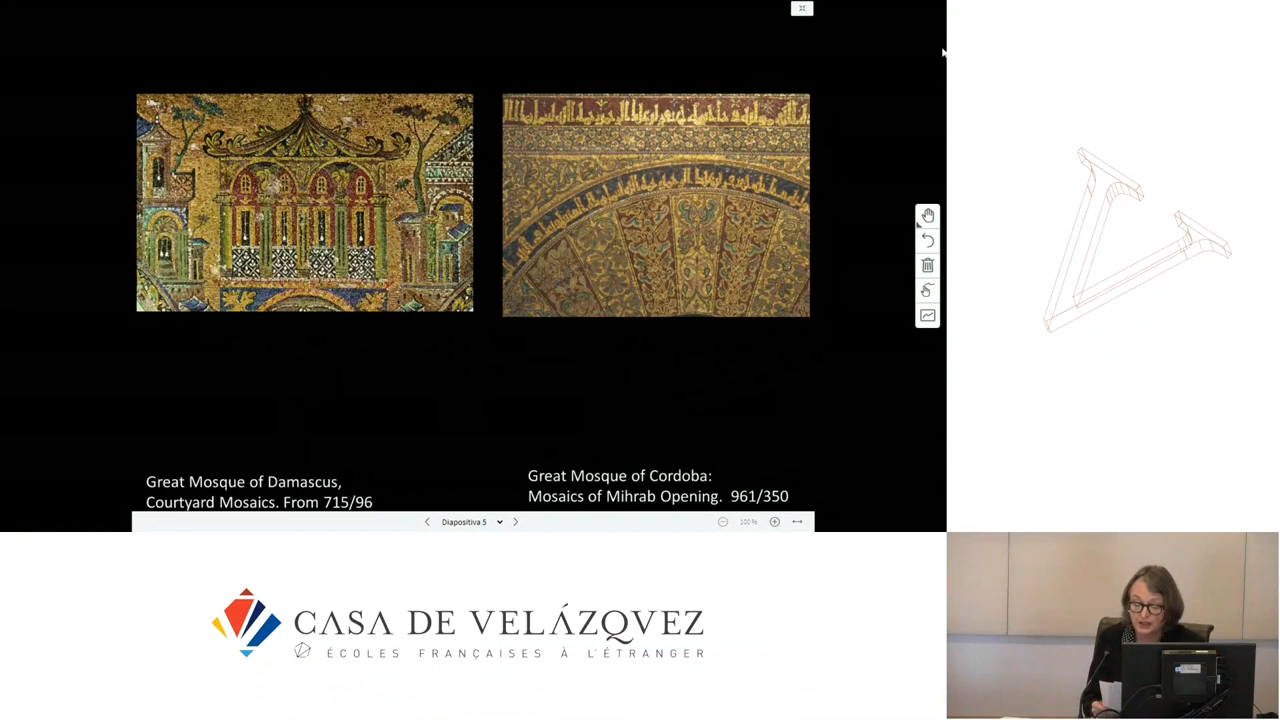 Great Mosque of Damascus,
Courtyard Mosaics. From 715/96
Great Mosque of Cordoba:
Mosaics of Mihrab Opening. 961/350
Diapositiva 5
100 %
CASA DE VELÁZQVEZ
ÉCOLES FRANÇAISES À L'ÉTRANGER